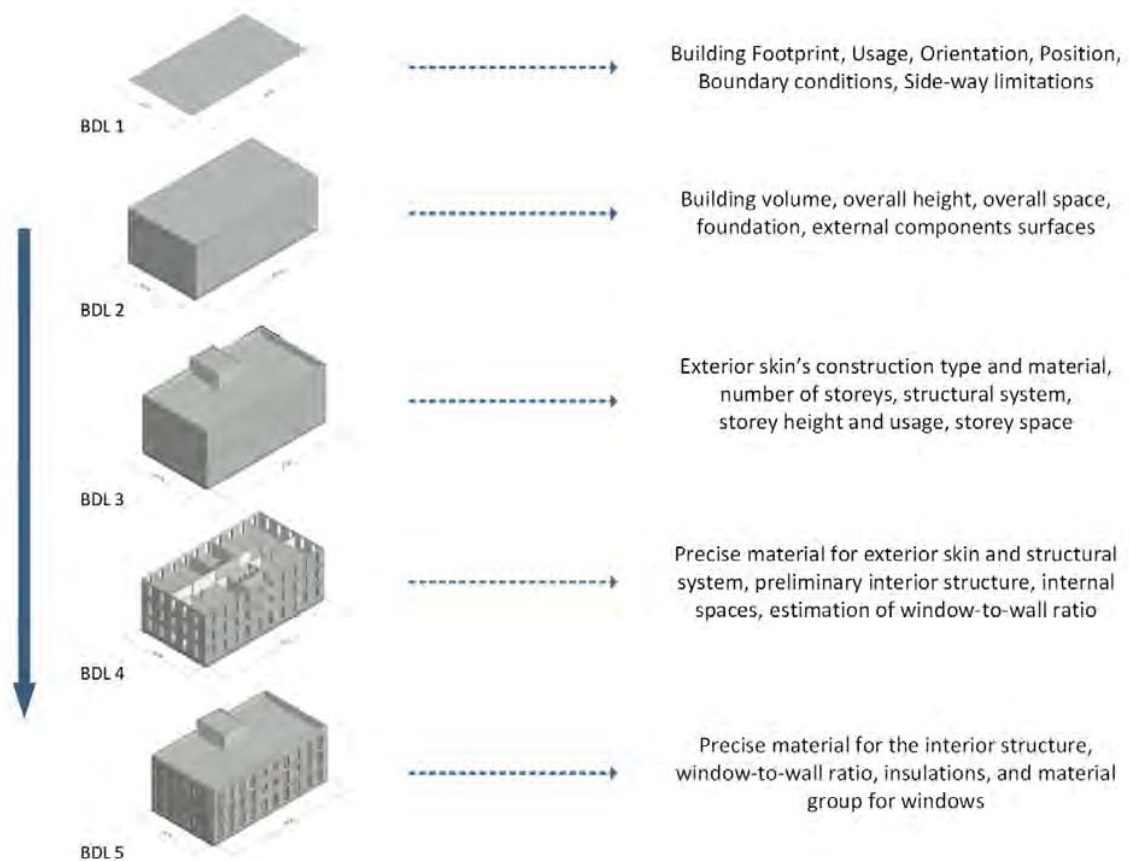 Building Footprint, Usage, Orientation, Position,
Boundary conditions, Side-way limitations
BDL 1
Building volume, overall height, overall space,
foundation, external components surfaces
BDL 2
Exterior skin's construction type and material,
number of storeys, structural system,
storey height and usage, storey space
BDL 3
Precise material for exterior skin and structural
system, preliminary interior structure, internal
spaces, estimation of window-to-wall ratio
BDL 4
Precise material for the interior structure,
window-to-wall ratio, insulations, and material
group for windows
BDL 5